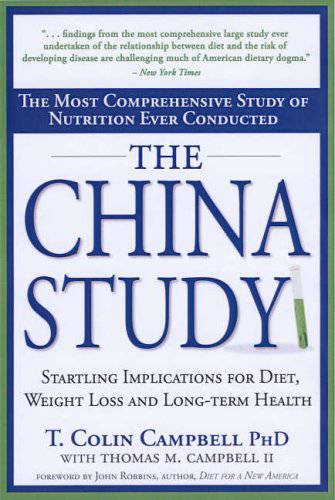 ". . . findings from the most comprehensive large study ever
undertaken of the relationship between diet and the risk of
developing disease are challenging much of American dietary dogma."
– New York Times
The Most Comprehensive Study of
Nutrition Ever Conducted
THE
CHINA
STUDY
Startling Implications for Diet,
Weight Loss and Long-term Health
T. Colin Campbell PhD
with Thomas M. Campbell II
foreword by John Robbins, author, Diet for a New America